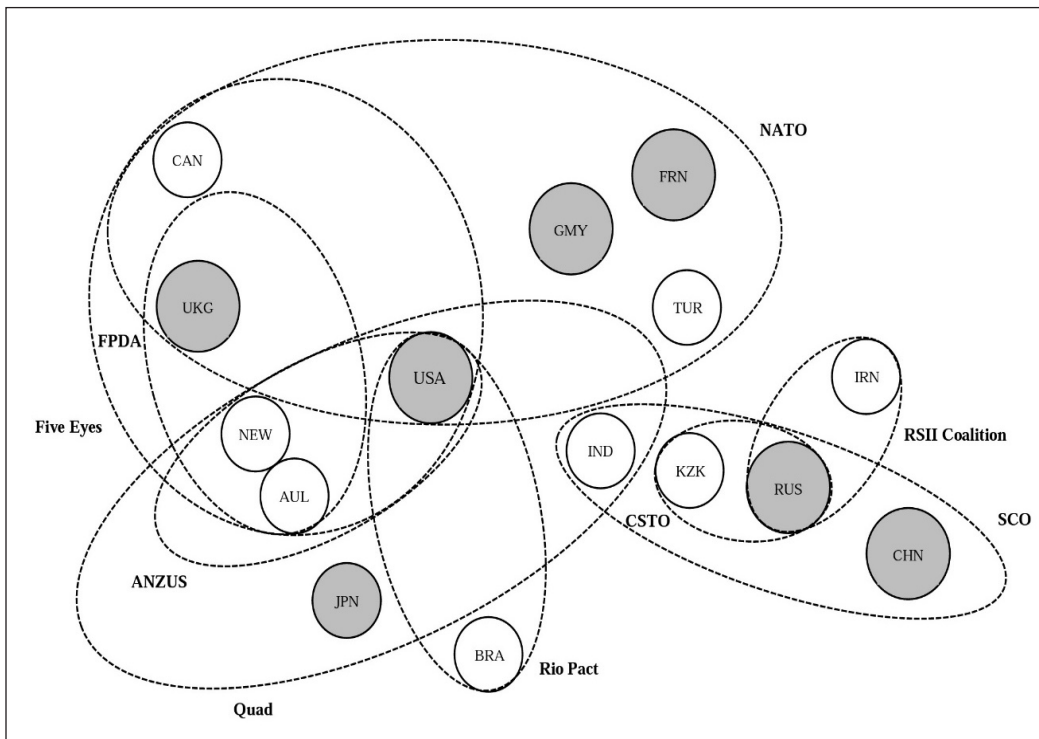 NATO
CAN
FRN
GMY
UKG
TUR
FPDA
USA
IRN
Five Eyes
NEW
RSII Coalition
IND
KZK
AUL
RUS
CSTO
SCO
CHN
ANZUS
JPN
BRA
Rio Pact
Quad